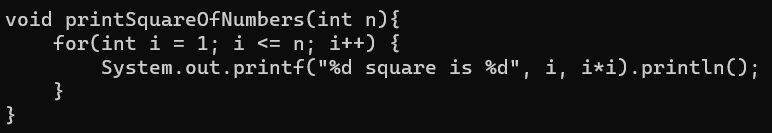 void printSquareOfNumbers(int n){
    for(int i = 1; i <= n; i++) {
        System.out.printf("%d square is %d", i, i*i).println();
    }
}